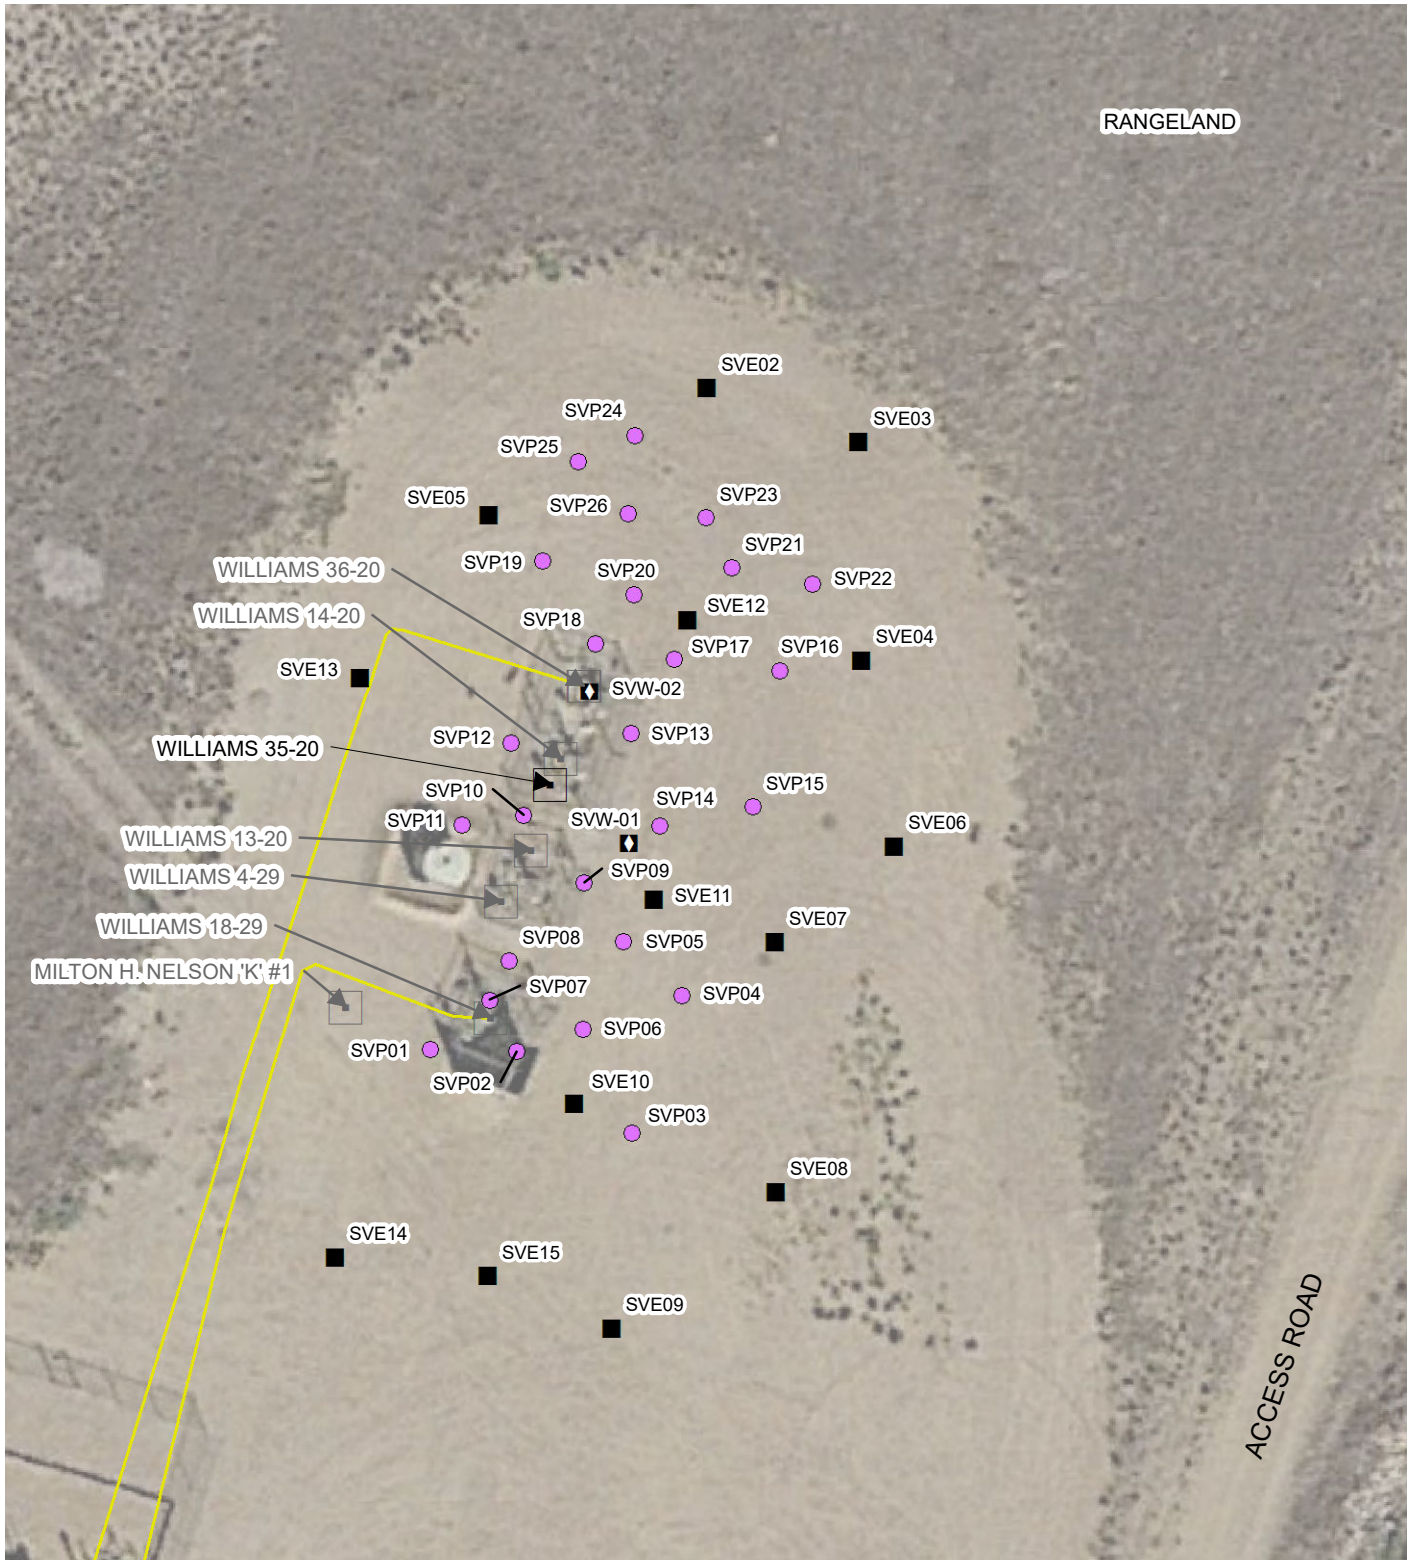 RANGELAND
SVE02
SVP24
SVE03
SVP25
SVE05
SVP26
SVP23
SVP19
SVP21
WILLIAMS 36-20
SVP20
SVP22
WILLIAMS 14-20
SVE12
SVP18
SVE04
SVP17
SVP16
SVE13
SVW-02
SVP12
SVP13
WILLIAMS 35-20
SVP10
SVP15
SVP11
SVW-01
SVP14
SVE06
WILLIAMS 13-20
SVP09
WILLIAMS 4-29
SVE11
WILLIAMS 18-29
SVE07
SVP08
SVP05
MILTON H. NELSON 'K' #1
SVP07
SVP04
SVP06
SVP01
SVP02
SVE10
SVP03
SVE08
SVE14
SVE15
SVE09
ACCESS ROAD